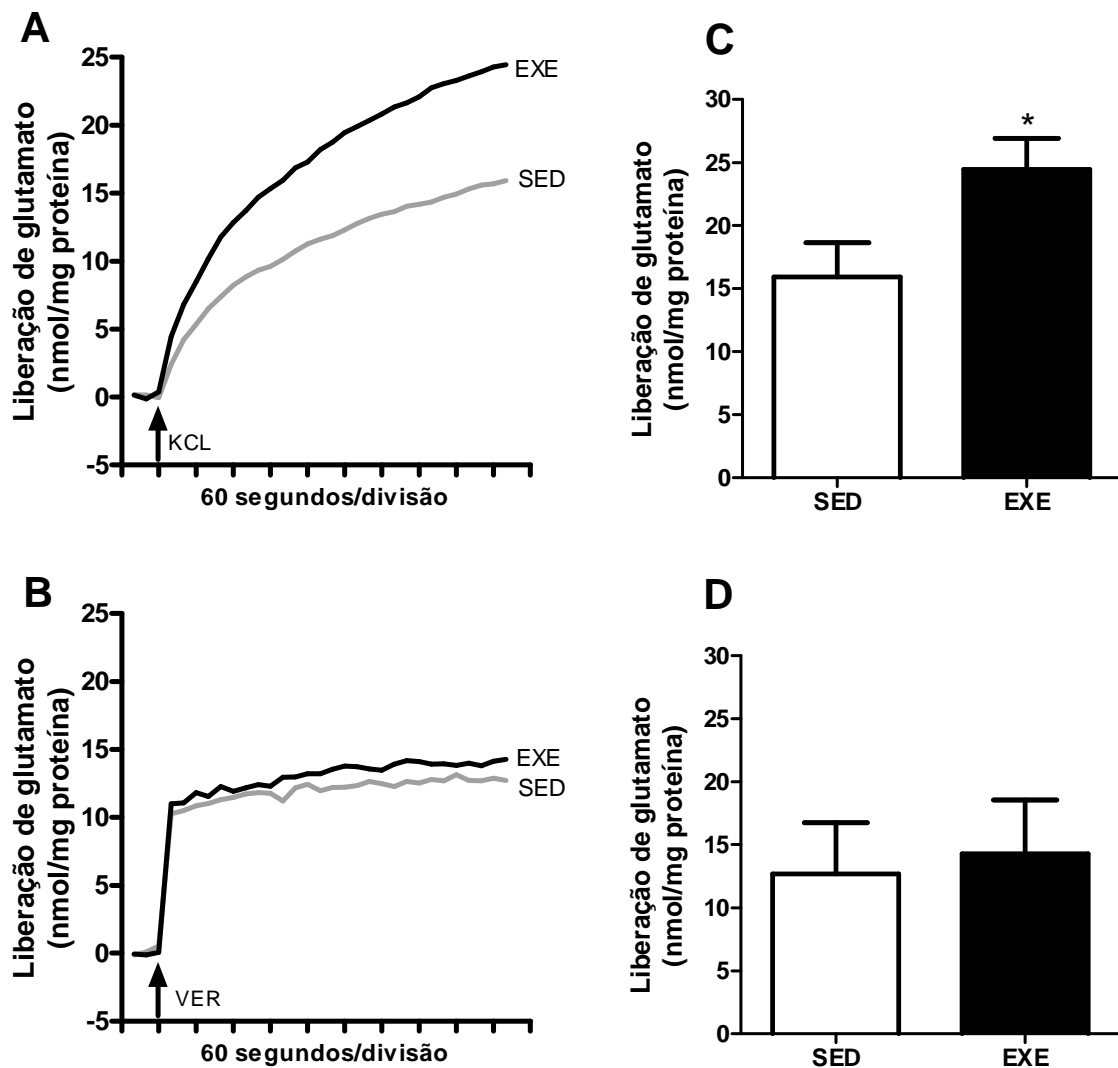 A
Liberação de glutamato
(nmol/mg proteína)
25
20
15
10
5
0
-5
EXE
SED
KCL
60 segundos/divisão
C
Liberação de glutamato
(nmol/mg proteína)
30
25
20
15
10
5
0
*
SED
EXE
B
Liberação de glutamato
(nmol/mg proteína)
25
20
15
10
5
0
-5
EXE
SED
VER
60 segundos/divisão
D
Liberação de glutamato
(nmol/mg proteína)
30
25
20
15
10
5
0
SED
EXE